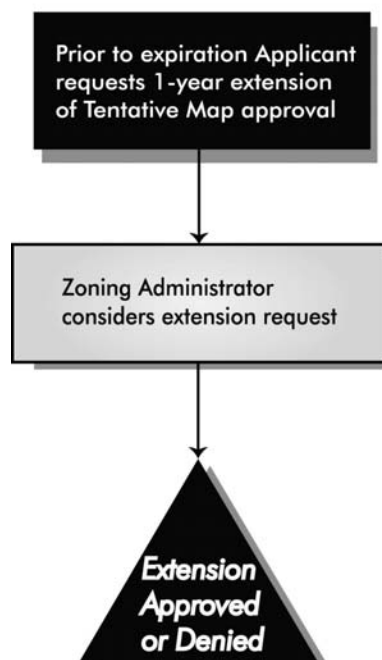 Prior to expiration Applicant
requests 1-year extension
of Tentative Map approval
Zoning Administrator
considers extension request
Extension
Approved
or Denied